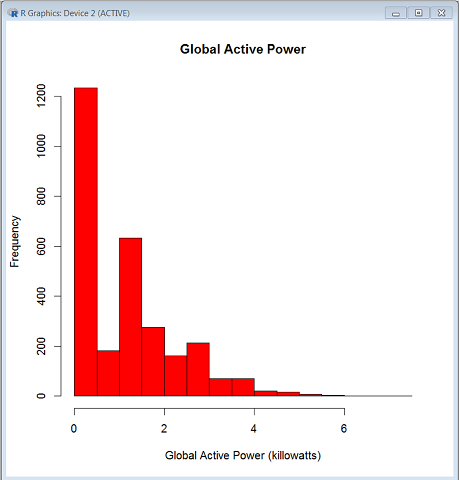 R Graphics: Device 2 (ACTIVE)
Global Active Power
1200
1000
800
600
400
200
0
Frequency
0 2 4 6
Global Active Power (killowatts)